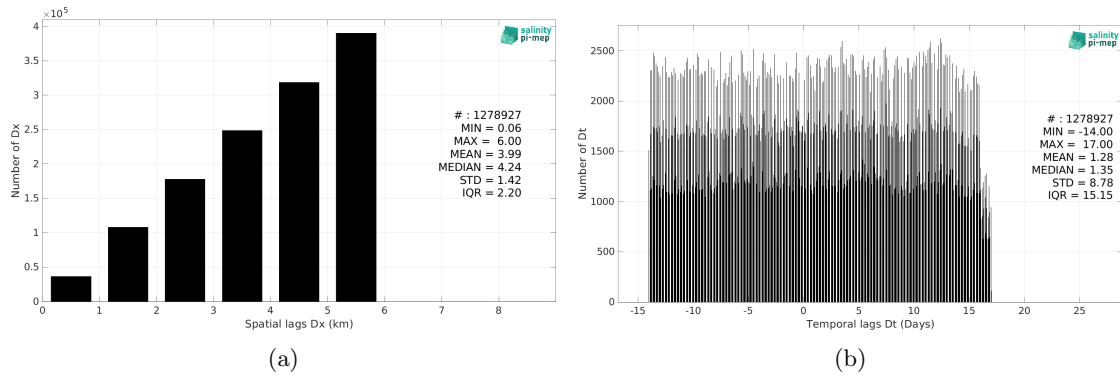 ×10⁵
4
3.5
3
2.5
2
1.5
1
0.5
0
Number of Dx
salinity
pi-mep
# : 1278927
MIN = 0.06
MAX = 6.00
MEAN = 3.99
MEDIAN = 4.24
STD = 1.42
IQR = 2.20
0 1 2 3 4 5 6 7 8
Spatial lags Dx (km)
(a)
2500
2000
1500
1000
500
0
Number of Dt
salinity
pi-mep
# : 1278927
MIN = -14.00
MAX = 17.00
MEAN = 1.28
MEDIAN = 1.35
STD = 8.78
IQR = 15.15
-15 -10 -5 0 5 10 15 20 25
Temporal lags Dt (Days)
(b)